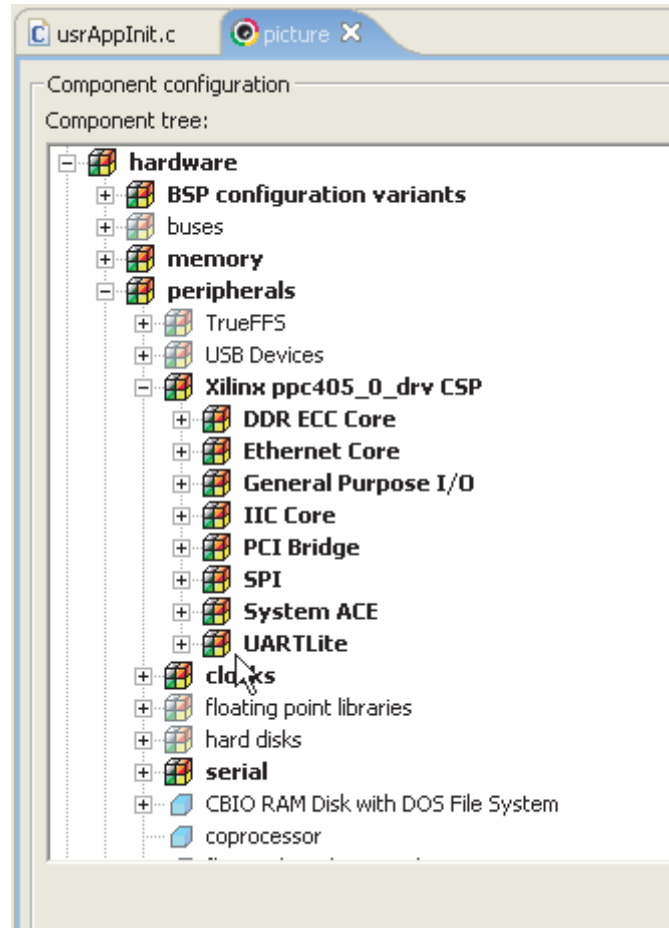 usrAppInit.c picture
Component configuration
Component tree:
hardware
BSP configuration variants
buses
memory
peripherals
TrueFFS
USB Devices
Xilinx ppc405_0_drv CSP
DDR ECC Core
Ethernet Core
General Purpose I/O
IIC Core
PCI Bridge
SPI
System ACE
UARTLite
clocks
floating point libraries
hard disks
serial
CBIO RAM Disk with DOS File System
coprocessor